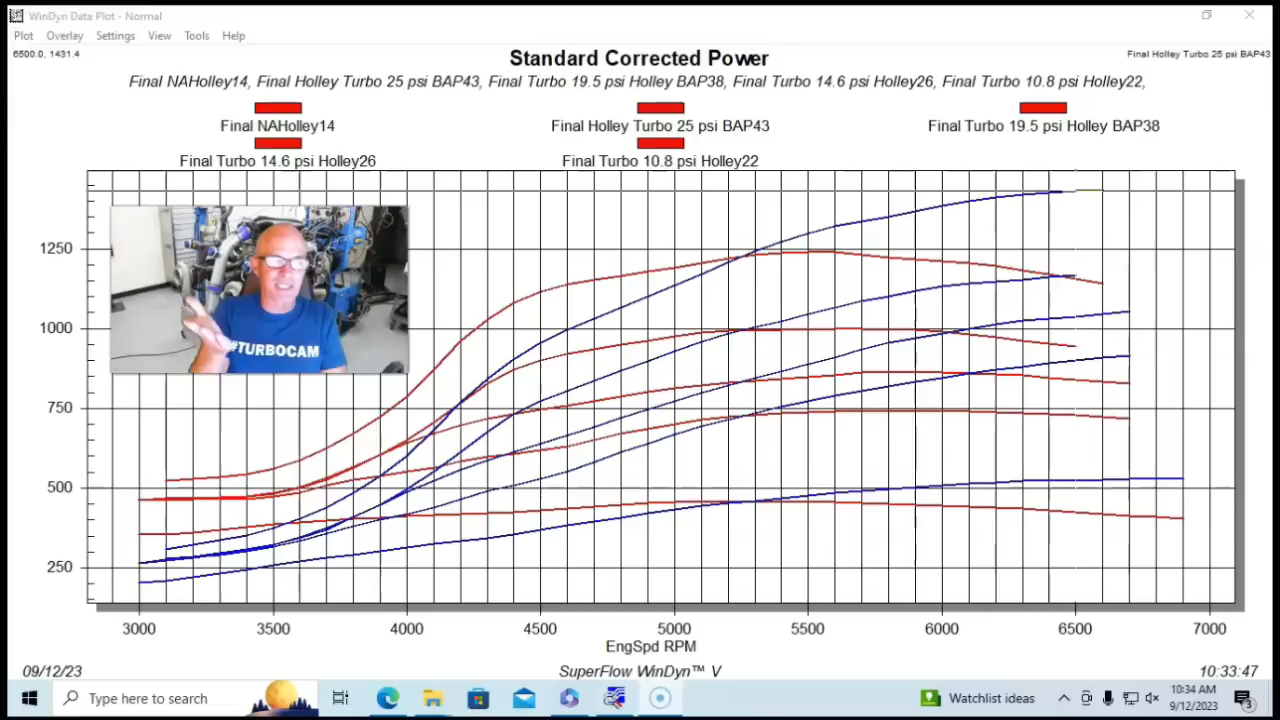 WinDyn Data Plot - Normal
Plot Overlay Settings View Tools Help
6500.0, 1431.4
Final Holley Turbo 25 psi BAP43
Standard Corrected Power
Final NAHolley14, Final Holley Turbo 25 psi BAP43, Final Turbo 19.5 psi Holley BAP38, Final Turbo 14.6 psi Holley26, Final Turbo 10.8 psi Holley22,
Final NAHolley14 Final Holley Turbo 25 psi BAP43 Final Turbo 19.5 psi Holley BAP38
Final Turbo 14.6 psi Holley26 Final Turbo 10.8 psi Holley22
1250
#TURBOCAM
1000
750
500
250
3000 3500 4000 4500 5000 5500 6000 6500 7000
EngSpd RPM
09/12/23 SuperFlow WinDyn™ V 10:33:47
Type here to search
Watchlist ideas
10:34 AM
9/12/2023
3